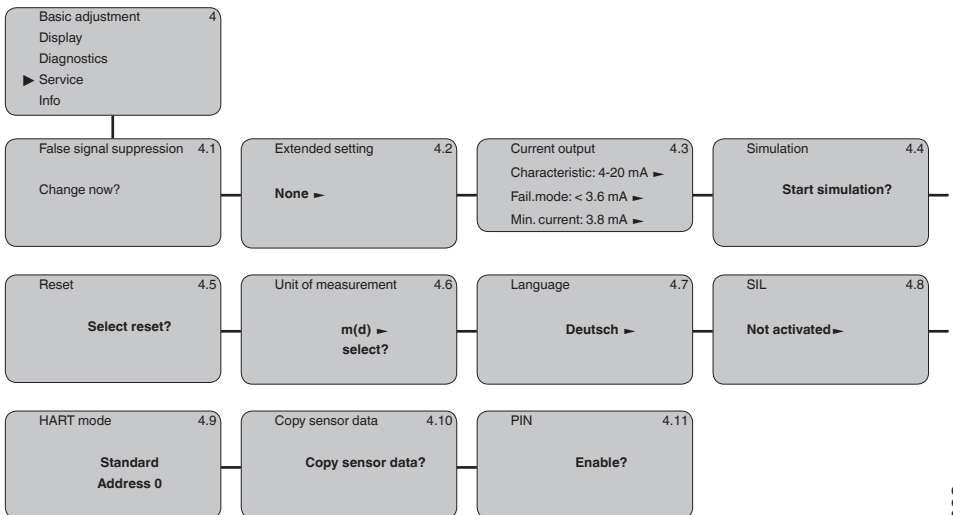 Basic adjustment 4
Display
Diagnostics
▶ Service
Info
False signal suppression 4.1
Change now?
Extended setting 4.2
None ►
Current output 4.3
Characteristic: 4-20 mA ►
Fail.mode: < 3.6 mA ►
Min. current: 3.8 mA ►
Simulation 4.4
Start simulation?
Reset 4.5
Select reset?
Unit of measurement 4.6
m(d) ►
select?
Language 4.7
Deutsch ►
SIL 4.8
Not activated ►
HART mode 4.9
Standard
Address 0
Copy sensor data 4.10
Copy sensor data?
PIN 4.11
Enable?